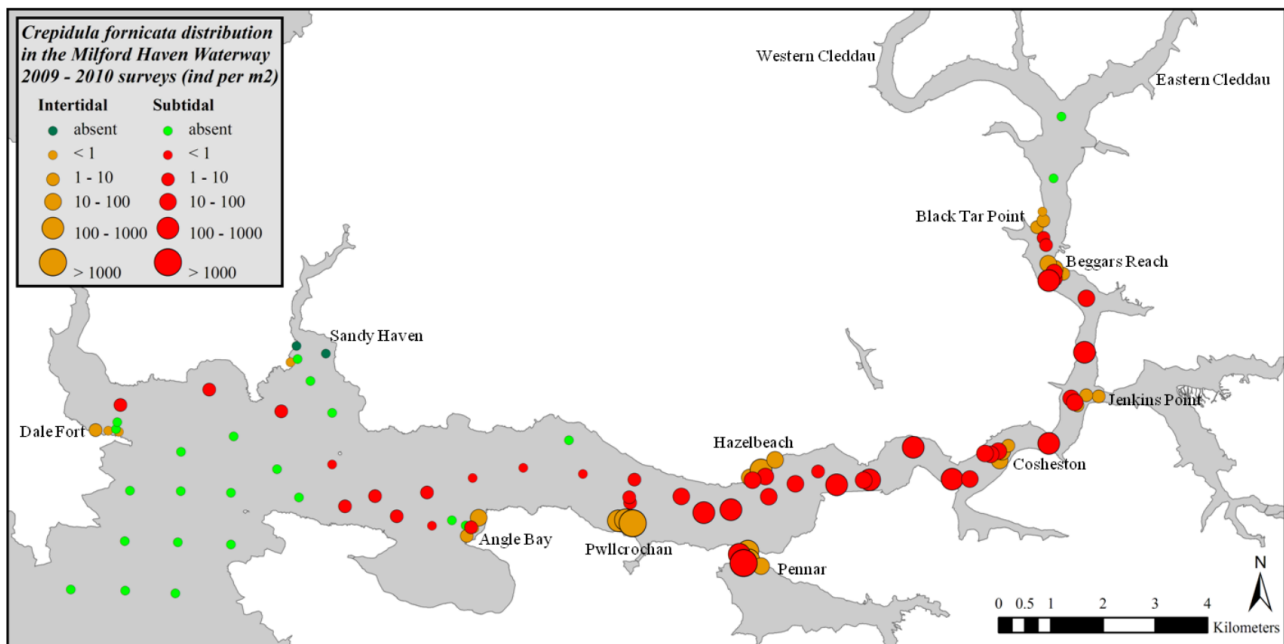 Crepidula fornicata distribution
in the Milford Haven Waterway
2009 - 2010 surveys (ind per m2)
Intertidal Subtidal
absent absent
< 1 < 1
1 - 10 1 - 10
10 - 100 10 - 100
100 - 1000 100 - 1000
> 1000 > 1000
Western Cleddau
Eastern Cleddau
Black Tar Point
Beggars Reach
Sandy Haven
Jenkins Point
Dale Fort
Hazelbeach
Cosheston
Angle Bay
Pwllcrochan
Pennar
N
0 0.5 1 2 3 4
Kilometers